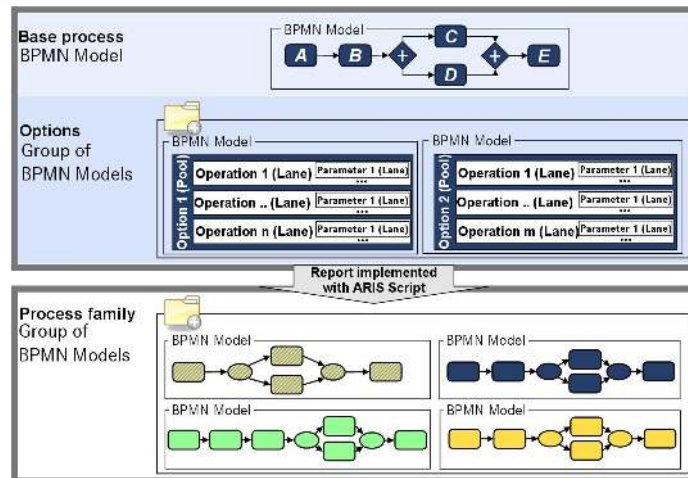 Base process
BPMN Model
BPMN Model
A
B
+
C
D
+
E
Options
Group of
BPMN Models
BPMN Model
Option 1 (Pool)
Operation 1 (Lane)
Parameter 1 (Lane)
...
Operation .. (Lane)
Parameter 1 (Lane)
...
Operation n (Lane)
Parameter 1 (Lane)
...
BPMN Model
Option 2 (Pool)
Operation 1 (Lane)
Parameter 1 (Lane)
...
Operation .. (Lane)
Parameter 1 (Lane)
...
Operation m (Lane)
Parameter 1 (Lane)
...
Report implemented
with ARIS Script
Process family
Group of
BPMN Models
BPMN Model
BPMN Model
BPMN Model
BPMN Model